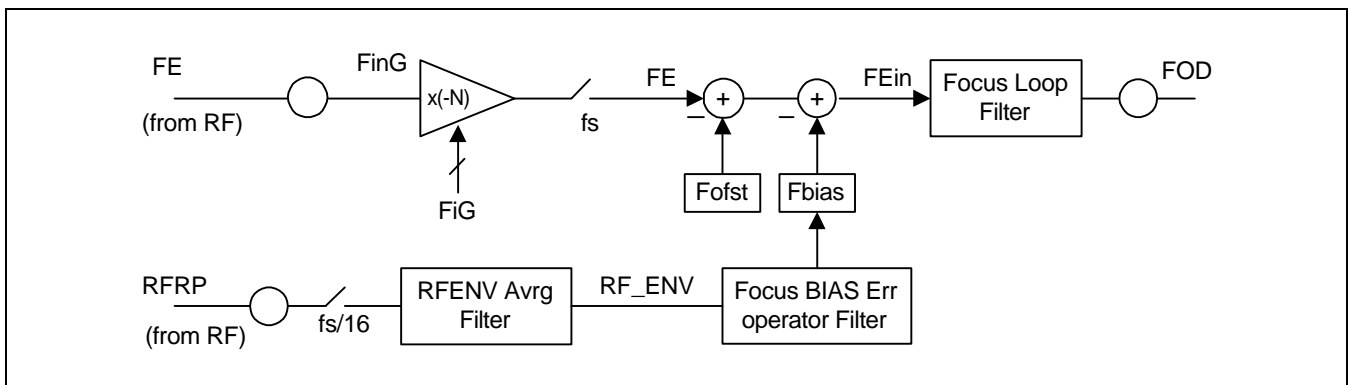 FE
(from RF)
FinG
x(-N)
FiG
fs
FE
+
−
Fofst
+
−
Fbias
FEin
Focus Loop
Filter
FOD
RFRP
(from RF)
fs/16
RFENV Avrg
Filter
RF_ENV
Focus BIAS Err
operator Filter